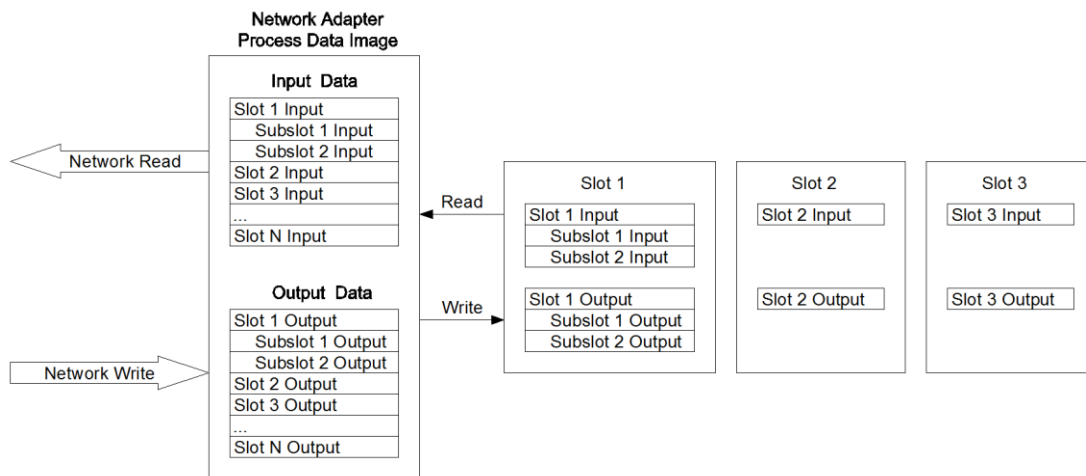 Network Adapter
Process Data Image
Input Data
Slot 1 Input
Subslot 1 Input
Subslot 2 Input
Slot 2 Input
Slot 3 Input
...
Slot N Input
Network Read
Output Data
Slot 1 Output
Subslot 1 Output
Subslot 2 Output
Slot 2 Output
Slot 3 Output
...
Slot N Output
Network Write
Read
Write
Slot 1
Slot 1 Input
Subslot 1 Input
Subslot 2 Input
Slot 1 Output
Subslot 1 Output
Subslot 2 Output
Slot 2
Slot 2 Input
Slot 2 Output
Slot 3
Slot 3 Input
Slot 3 Output